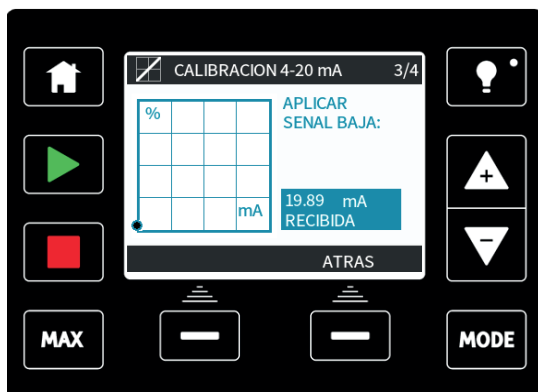 CALIBRACION 4-20 mA 3/4
%
mA
APLICAR
SENAL BAJA:
19.89 mA
RECIBIDA
ATRAS
+
-
MAX
MODE